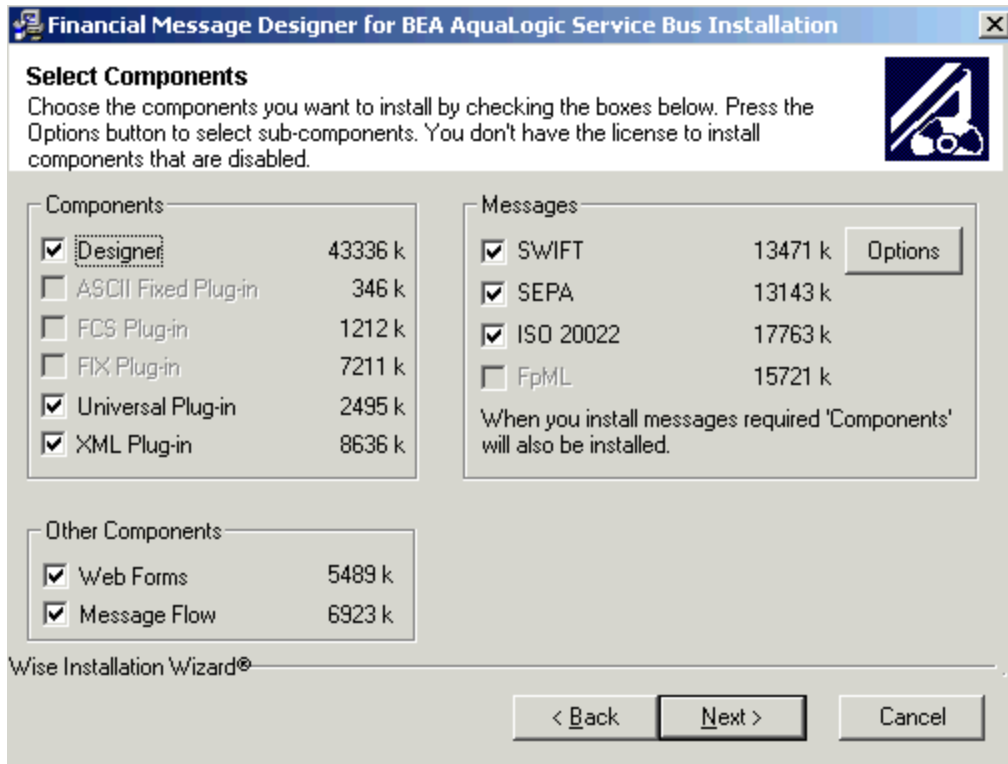 Financial Message Designer for BEA AquaLogic Service Bus Installation
Select Components
Choose the components you want to install by checking the boxes below. Press the
Options button to select sub-components. You don't have the license to install
components that are disabled.
Components
Designer 43336 k
ASCII Fixed Plug-in 346 k
FCS Plug-in 1212 k
FIX Plug-in 7211 k
Universal Plug-in 2495 k
XML Plug-in 8636 k
Messages
SWIFT 13471 k Options
SEPA 13143 k
ISO 20022 17763 k
FpML 15721 k
When you install messages required 'Components'
will also be installed.
Other Components
Web Forms 5489 k
Message Flow 6923 k
Wise Installation Wizard®
< Back Next > Cancel